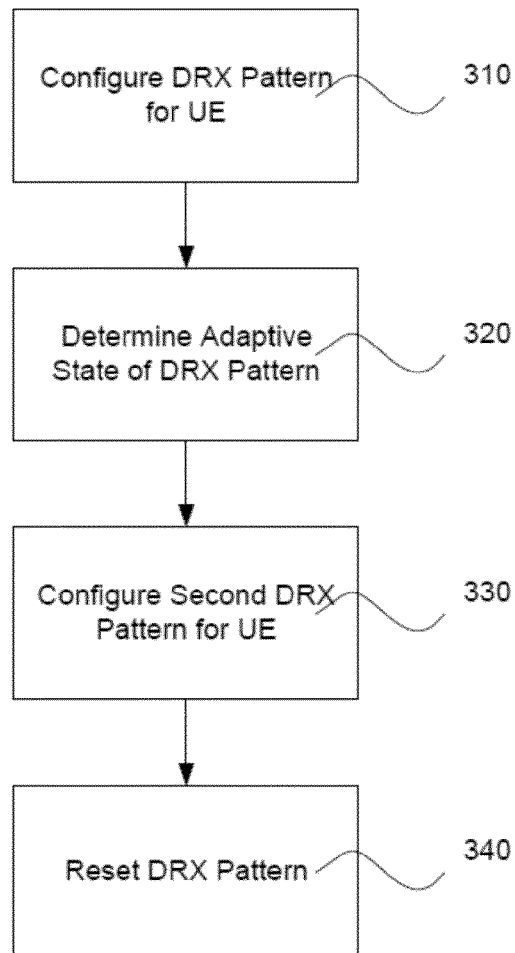 Configure DRX Pattern
for UE
310
Determine Adaptive
State of DRX Pattern
320
Configure Second DRX
Pattern for UE
330
Reset DRX Pattern
340